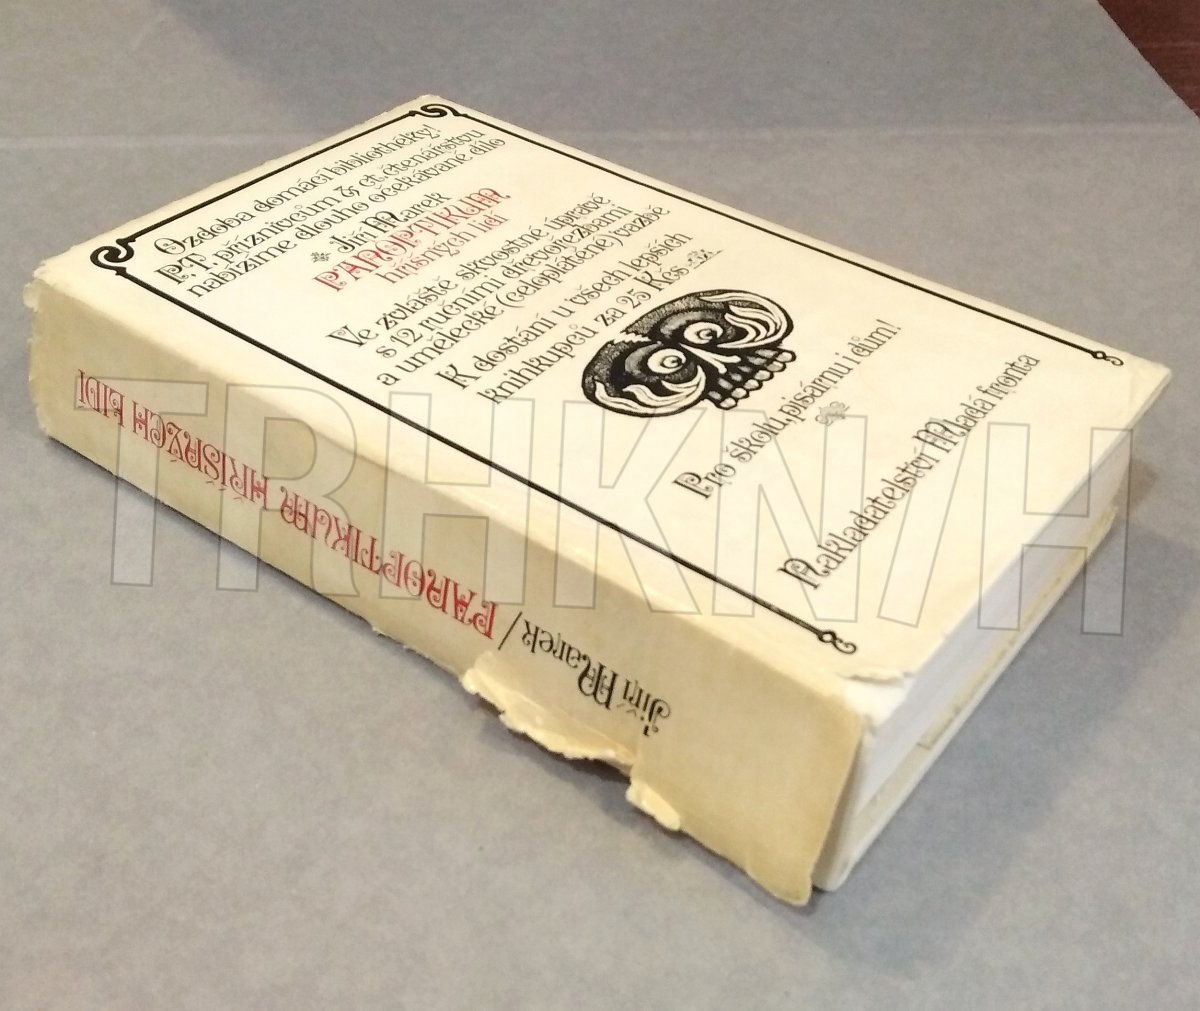 Ozdoba domácí bibliothéky!
P. T. příznivcům & ct. čtenářstvu
nabízíme dlouho očekávané dílo
Jiří Marek
PANOPTIKUM
hříšných lidí
Ve zvláště skvostné úpravě
s 12 ručními dřevořezbami
a umělecké (celoplátěné) vazbě
K dostání u všech lepších
knihkupců za 25 Kčs
Pro školu, písárnu i dům!
Nakladatelství Mladá fronta
Jiří Marek / PANOPTIKUM HŘÍŠNÝCH LIDÍ
TRHKNIH